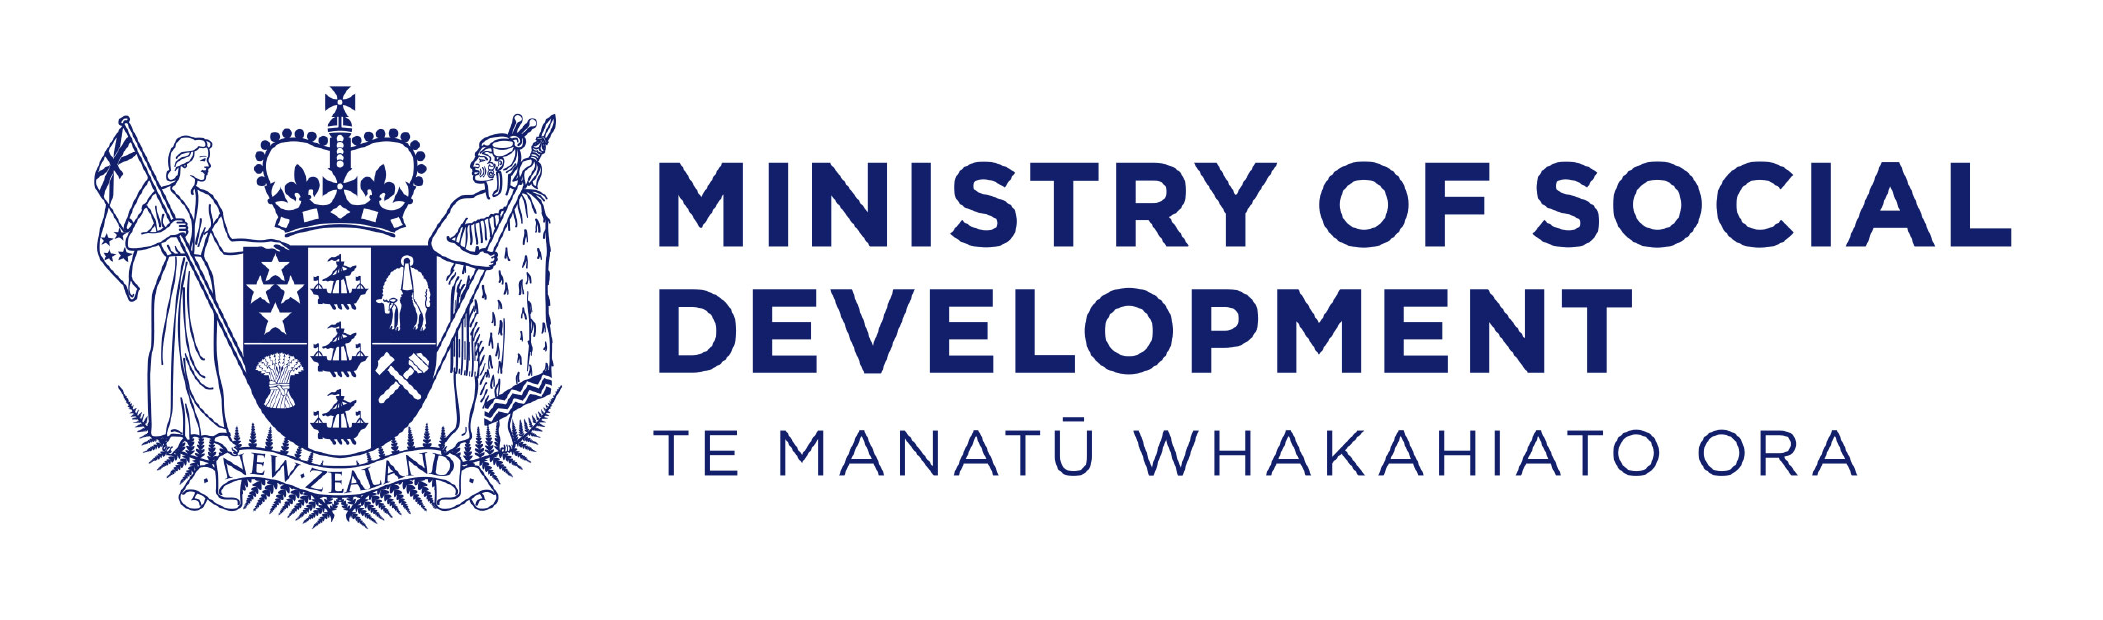 MINISTRY OF SOCIAL
DEVELOPMENT
TE MANATŪ WHAKAHIATO ORA
NEW·ZEALAND